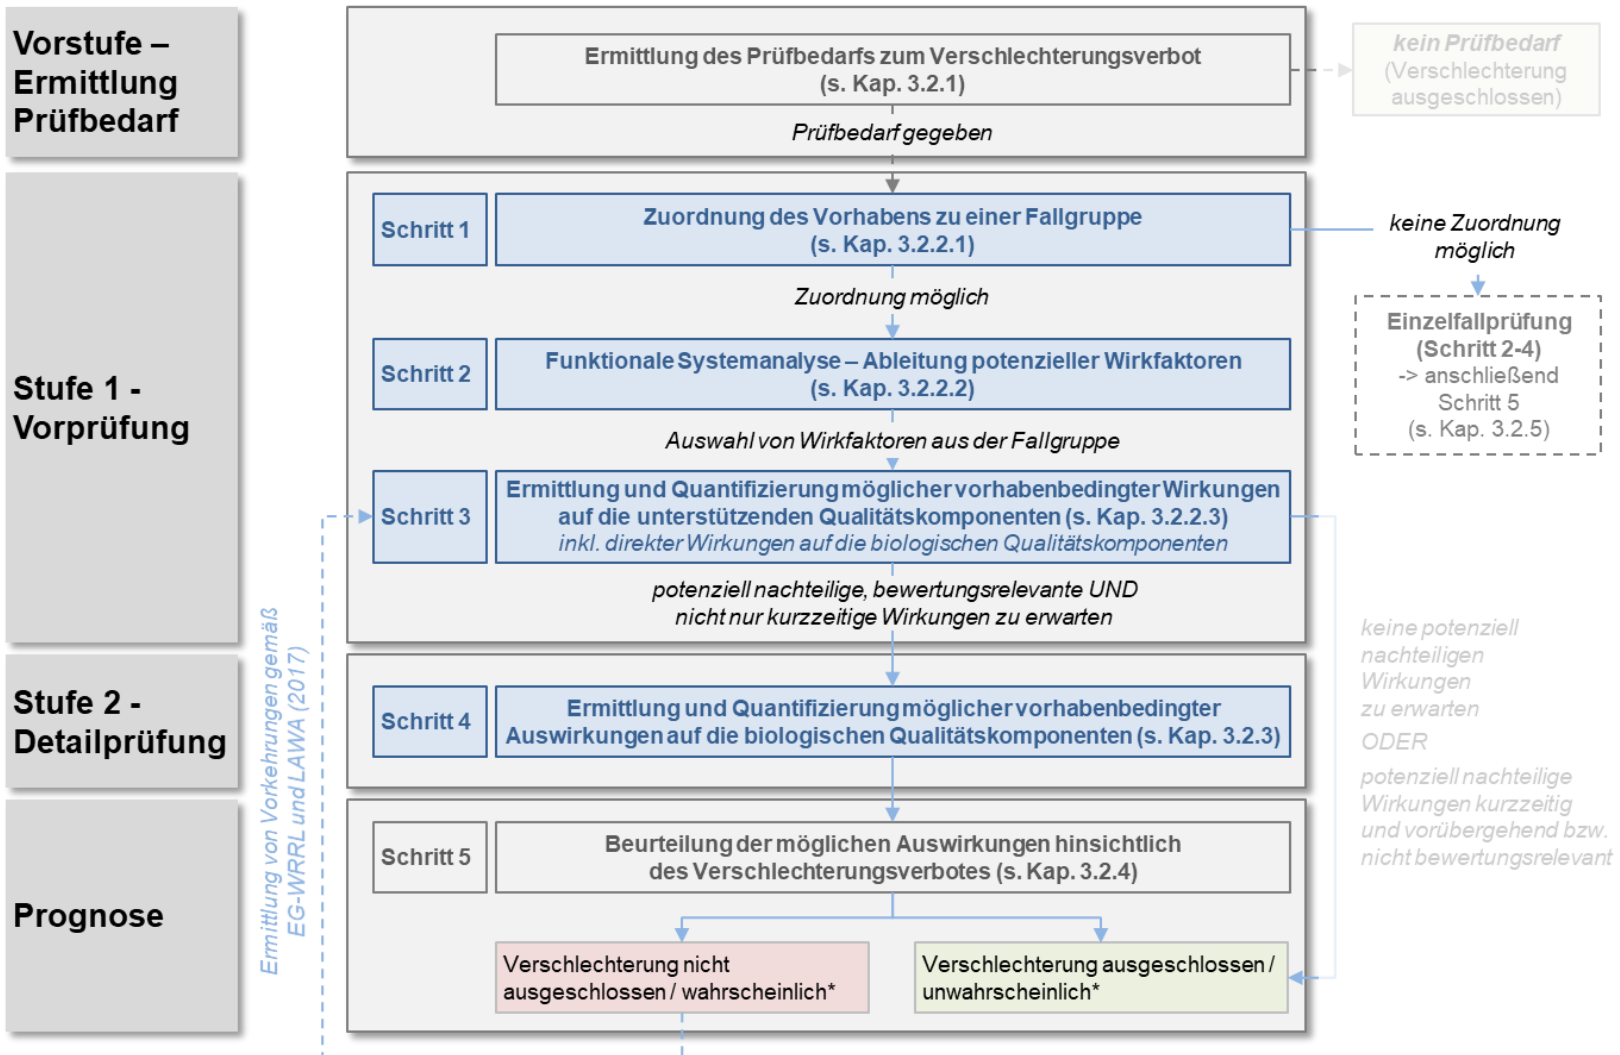 Vorstufe –
Ermittlung
Prüfbedarf
Ermittlung des Prüfbedarfs zum Verschlechterungsverbot
(s. Kap. 3.2.1)
kein Prüfbedarf
(Verschlechterung
ausgeschlossen)
Prüfbedarf gegeben
Stufe 1 -
Vorprüfung
Schritt 1
Zuordnung des Vorhabens zu einer Fallgruppe
(s. Kap. 3.2.2.1)
keine Zuordnung
möglich
Zuordnung möglich
Einzelfallprüfung
(Schritt 2-4)
-> anschließend
Schritt 5
(s. Kap. 3.2.5)
Schritt 2
Funktionale Systemanalyse – Ableitung potenzieller Wirkfaktoren
(s. Kap. 3.2.2.2)
Auswahl von Wirkfaktoren aus der Fallgruppe
Schritt 3
Ermittlung und Quantifizierung möglicher vorhabenbedingter Wirkungen
auf die unterstützenden Qualitätskomponenten (s. Kap. 3.2.2.3)
inkl. direkter Wirkungen auf die biologischen Qualitätskomponenten
potenziell nachteilige, bewertungsrelevante UND
nicht nur kurzzeitige Wirkungen zu erwarten
keine potenziell
nachteiligen
Wirkungen
zu erwarten
ODER
potenziell nachteilige
Wirkungen kurzzeitig
und vorübergehend bzw.
nicht bewertungsrelevant
Ermittlung von Vorkehrungen gemäß
EG-WRRL und LAWA (2017)
Stufe 2 -
Detailprüfung
Schritt 4
Ermittlung und Quantifizierung möglicher vorhabenbedingter
Auswirkungen auf die biologischen Qualitätskomponenten (s. Kap. 3.2.3)
Prognose
Schritt 5
Beurteilung der möglichen Auswirkungen hinsichtlich
des Verschlechterungsverbotes (s. Kap. 3.2.4)
Verschlechterung nicht
ausgeschlossen / wahrscheinlich*
Verschlechterung ausgeschlossen /
unwahrscheinlich*